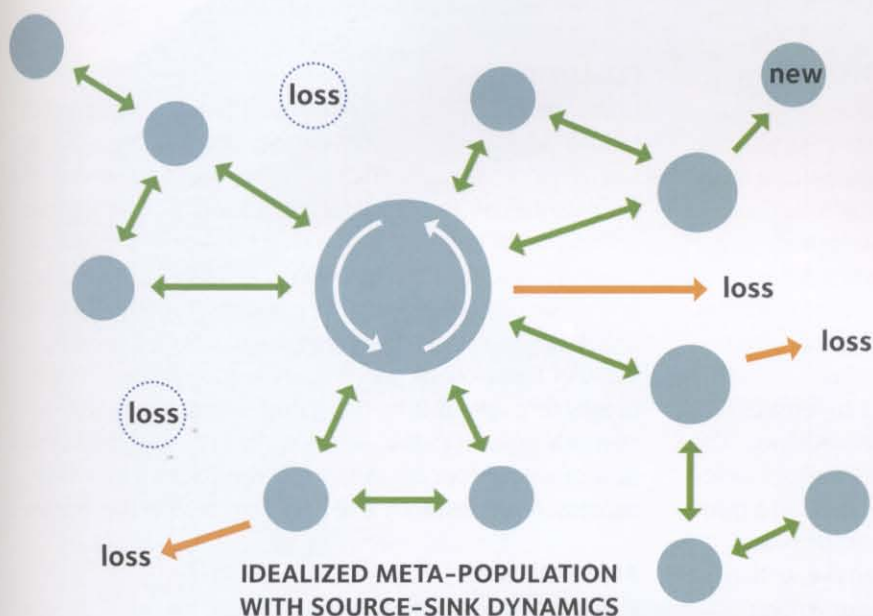 new
loss
loss
loss
loss
loss
IDEALIZED META-POPULATION
WITH SOURCE-SINK DYNAMICS